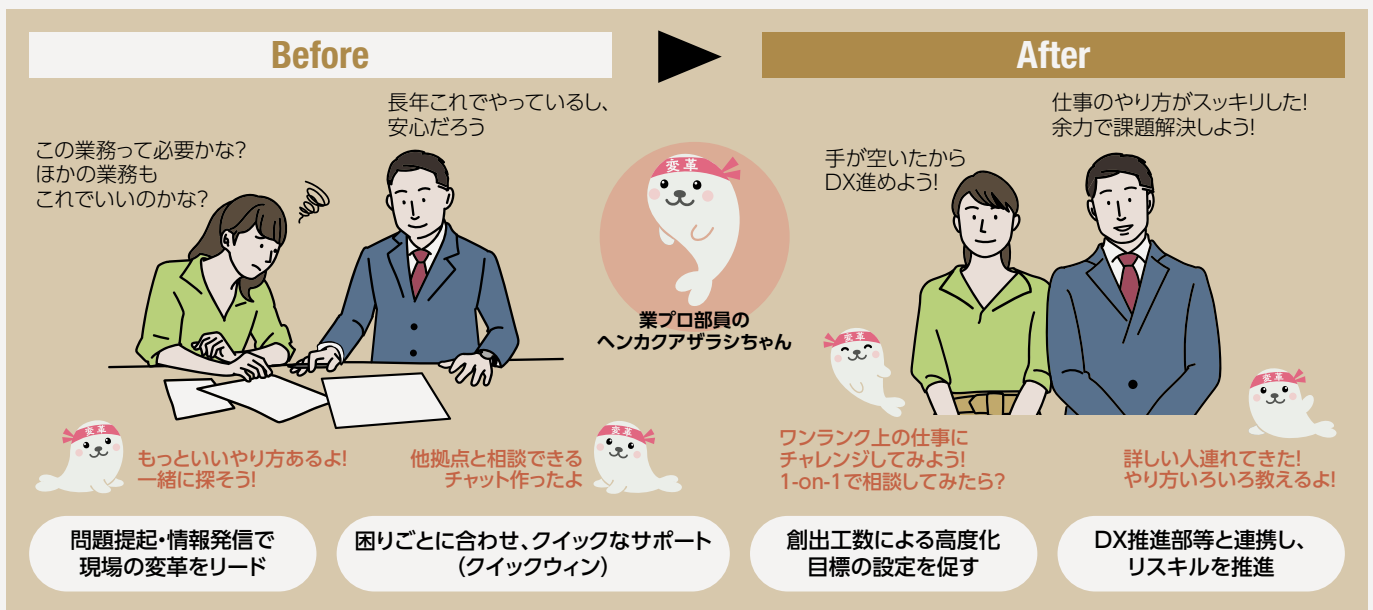 Before
After
この業務って必要かな?
ほかの業務も
これでいいのかな?
長年これでやっているし、
安心だろう
変革
業プロ部員の
ヘンカクアザラシちゃん
手が空いたから
DX進めよう!
仕事のやり方がスッキリした!
余力で課題解決しよう!
変革
もっといいやり方あるよ!
一緒に探そう!
他拠点と相談できる
チャット作ったよ
変革
変革
ワンランク上の仕事に
チャレンジしてみよう!
1-on-1で相談してみたら?
変革
詳しい人連れてきた!
やり方いろいろ教えるよ!
問題提起・情報発信で
現場の変革をリード
困りごとに合わせ、クイックなサポート
(クイックウィン)
創出工数による高度化
目標の設定を促す
DX推進部等と連携し、
リスキルを推進